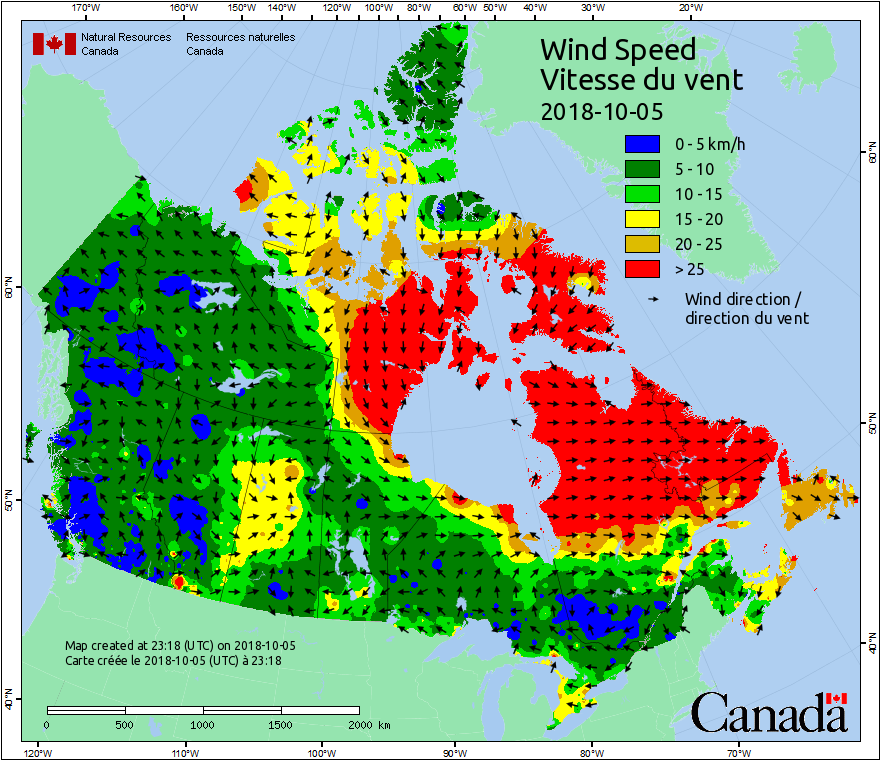 170°W 160°W 150°W 140°W 120°W 100°W 80°W 60°W 50°W 40°W 30°W 20°W
Natural Resources Ressources naturelles
Canada Canada
Wind Speed
Vitesse du vent
2018-10-05
0 - 5 km/h
5 - 10
10 - 15
15 - 20
20 - 25
> 25
Wind direction /
direction du vent
60°N
60°N
50°N
50°N
40°N
40°N
Map created at 23:18 (UTC) on 2018-10-05
Carte créée le 2018-10-05 (UTC) à 23:18
0 500 1000 1500 2000 km
Canada
120°W 110°W 100°W 90°W 80°W 70°W